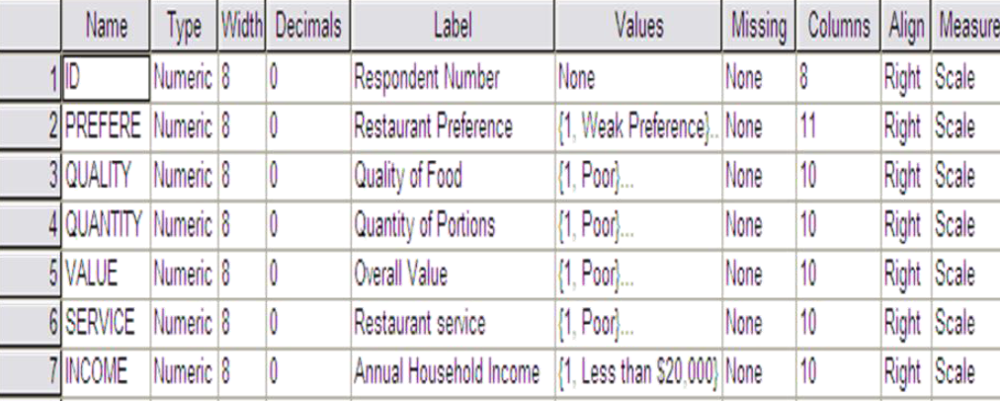 Name Type Width Decimals Label Values Missing Columns Align Measure
1 ID Numeric 8 0 Respondent Number None None 8 Right Scale
2 PREFERE Numeric 8 0 Restaurant Preference {1, Weak Preference}.. None 11 Right Scale
3 QUALITY Numeric 8 0 Quality of Food {1, Poor}... None 10 Right Scale
4 QUANTITY Numeric 8 0 Quantity of Portions {1, Poor}... None 10 Right Scale
5 VALUE Numeric 8 0 Overall Value {1, Poor}... None 10 Right Scale
6 SERVICE Numeric 8 0 Restaurant service {1, Poor}... None 10 Right Scale
7 INCOME Numeric 8 0 Annual Household Income {1, Less than $20,000} None 10 Right Scale